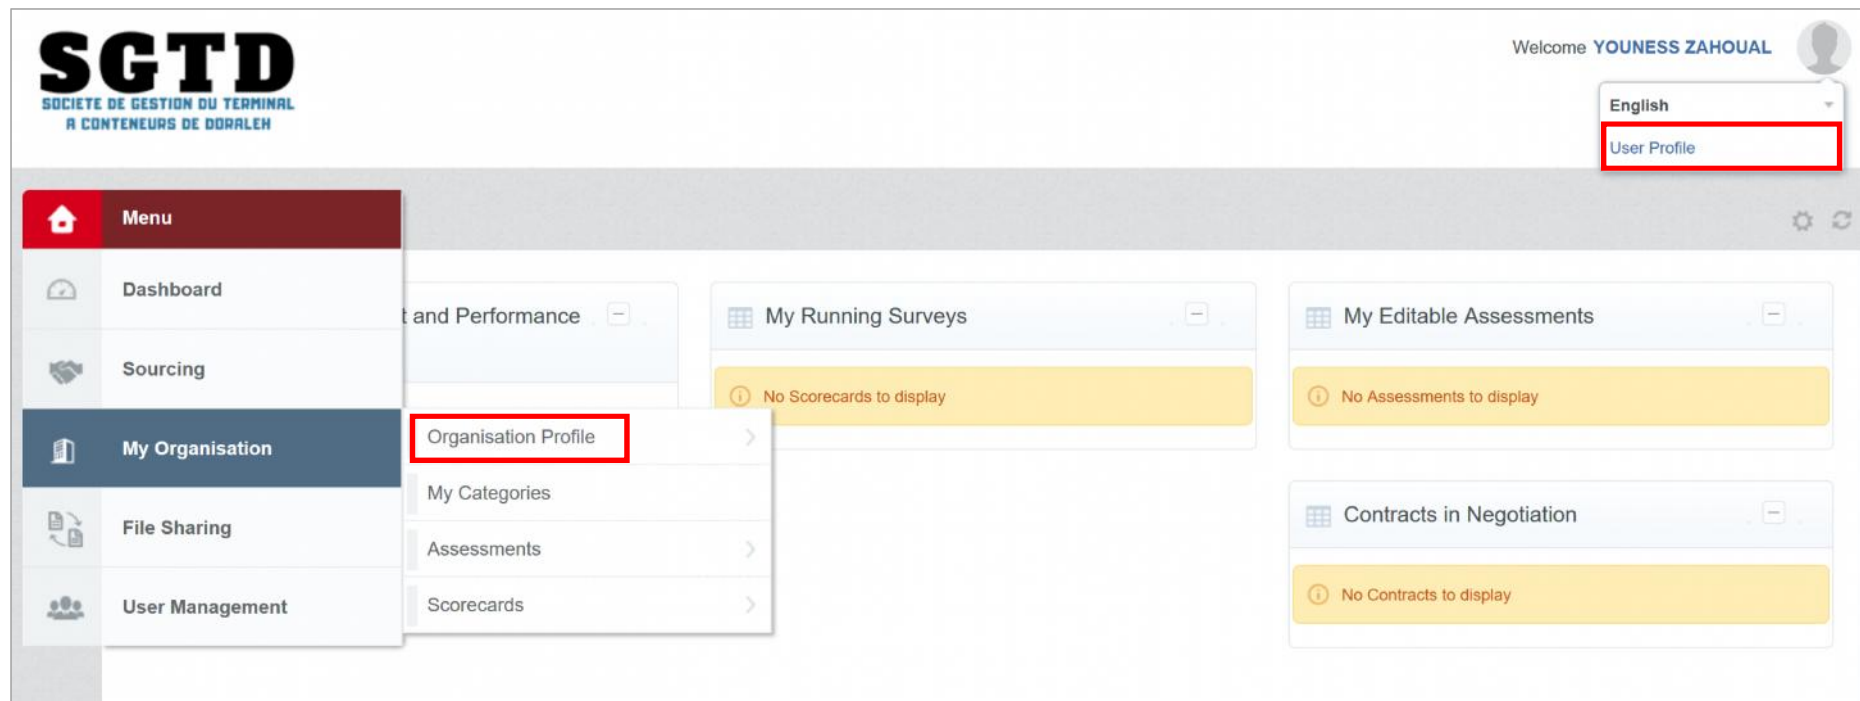 SGTD
SOCIETE DE GESTION DU TERMINAL
A CONTENEURS DE DORALEH
Welcome YOUNESS ZAHOUAL
English
User Profile
Menu
Dashboard
Sourcing
My Organisation
File Sharing
User Management
Organisation Profile
My Categories
Assessments
Scorecards
t and Performance
My Running Surveys
No Scorecards to display
My Editable Assessments
No Assessments to display
Contracts in Negotiation
No Contracts to display